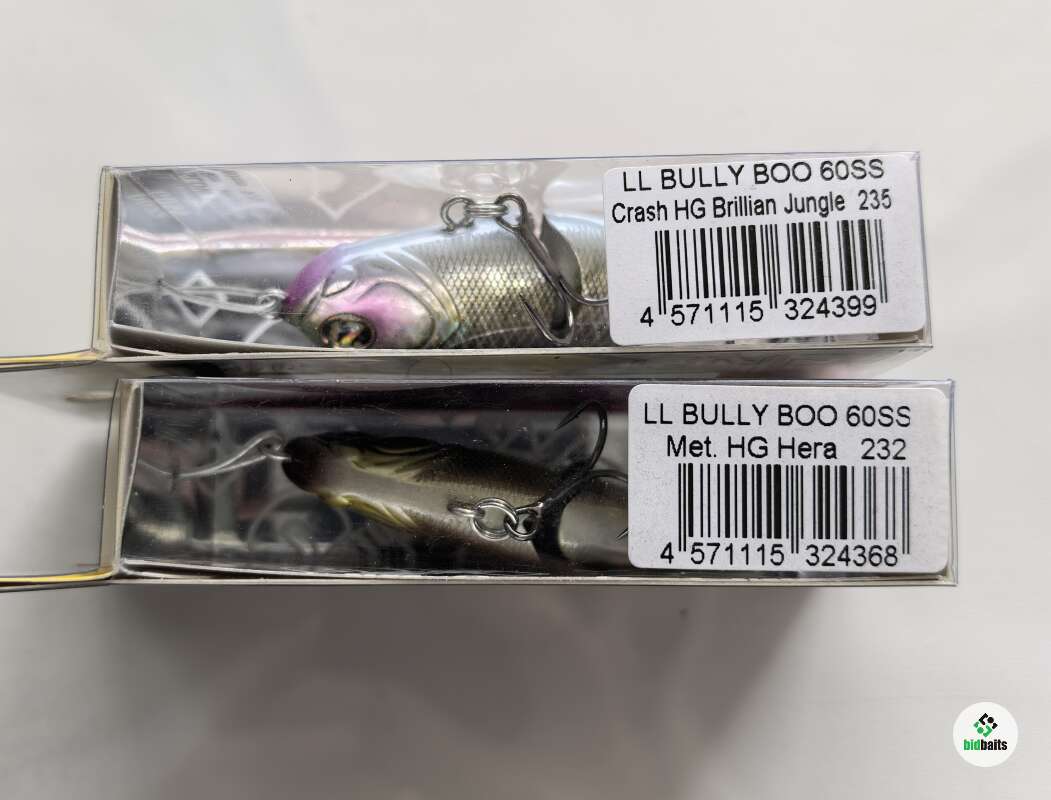 LL BULLY BOO 60SS
Crash HG Brillian Jungle 235
4 571115 324399
LL BULLY BOO 60SS
Met. HG Hera 232
4 571115 324368
bidbaits